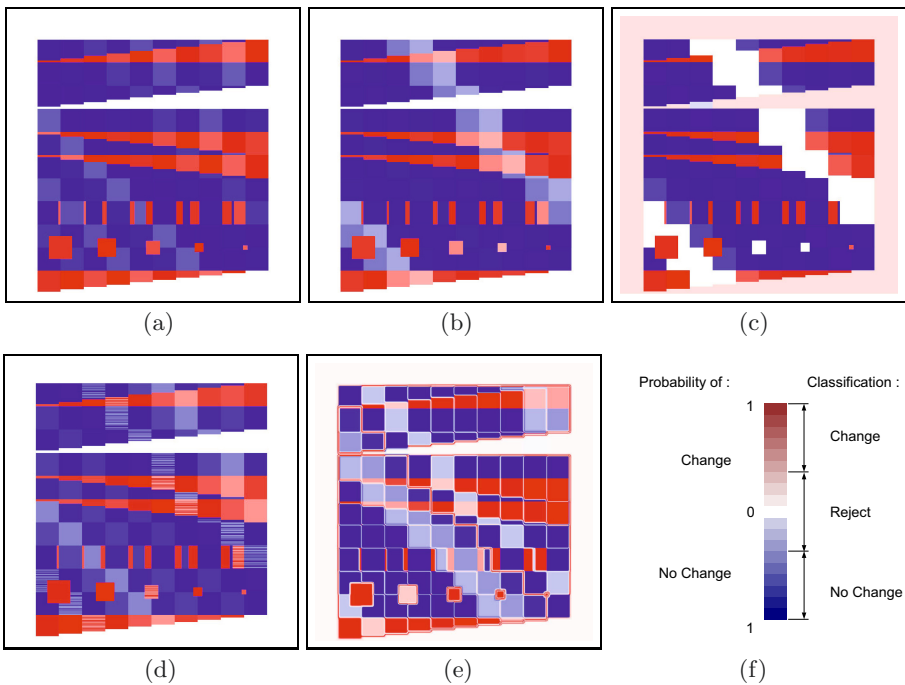 (a)
(b)
(c)
Probability of :
Classification :
1
Change
Change
0
Reject
No Change
No Change
1
(d)
(e)
(f)